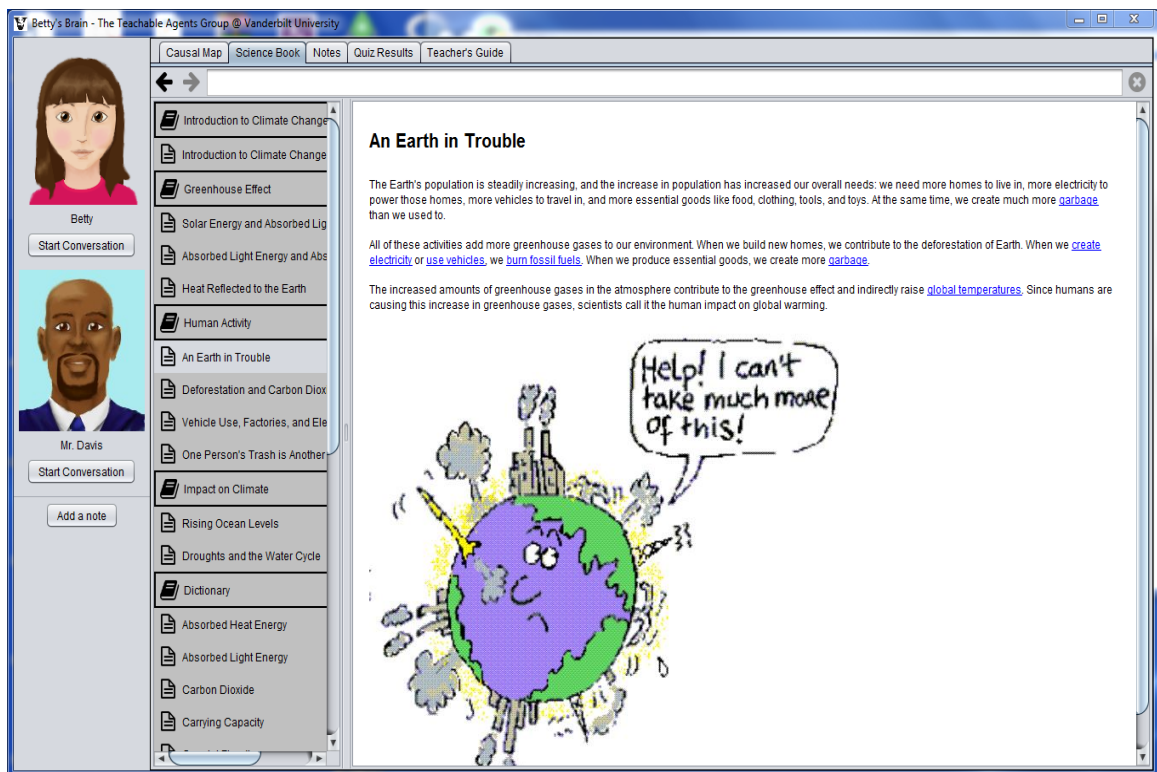 Betty's Brain - The Teachable Agents Group @ Vanderbilt University
Causal Map
Science Book
Notes
Quiz Results
Teacher's Guide
Betty
Start Conversation
Mr. Davis
Start Conversation
Add a note
Introduction to Climate Change
Introduction to Climate Change
Greenhouse Effect
Solar Energy and Absorbed Lig
Absorbed Light Energy and Abs
Heat Reflected to the Earth
Human Activity
An Earth in Trouble
Deforestation and Carbon Diox
Vehicle Use, Factories, and Ele
One Person's Trash is Another
Impact on Climate
Rising Ocean Levels
Droughts and the Water Cycle
Dictionary
Absorbed Heat Energy
Absorbed Light Energy
Carbon Dioxide
Carrying Capacity
An Earth in Trouble
The Earth's population is steadily increasing, and the increase in population has increased our overall needs: we need more homes to live in, more electricity to
power those homes, more vehicles to travel in, and more essential goods like food, clothing, tools, and toys. At the same time, we create much more garbage
than we used to.
All of these activities add more greenhouse gases to our environment. When we build new homes, we contribute to the deforestation of Earth. When we create
electricity or use vehicles, we burn fossil fuels. When we produce essential goods, we create more garbage.
The increased amounts of greenhouse gases in the atmosphere contribute to the greenhouse effect and indirectly raise global temperatures. Since humans are
causing this increase in greenhouse gases, scientists call it the human impact on global warming.
Help! I can't
take much more
of this!